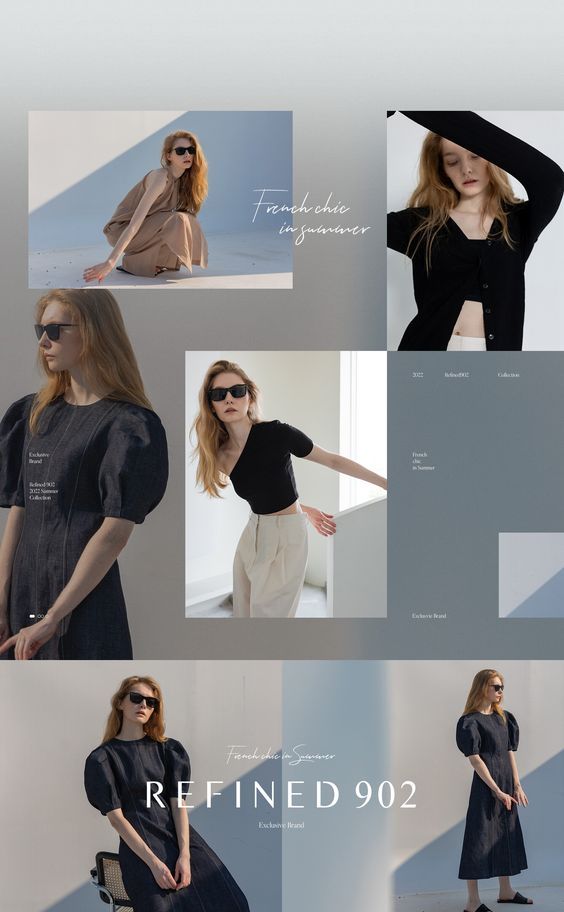 French chic
in summer
2022
Refined902
Collection
Exclusive
Brand
French
chic
in Summer
Refined 902
2022 Summer
Collection
Exclusvie Brand
French chic in Summer
REFINED 902
Exclusive Brand